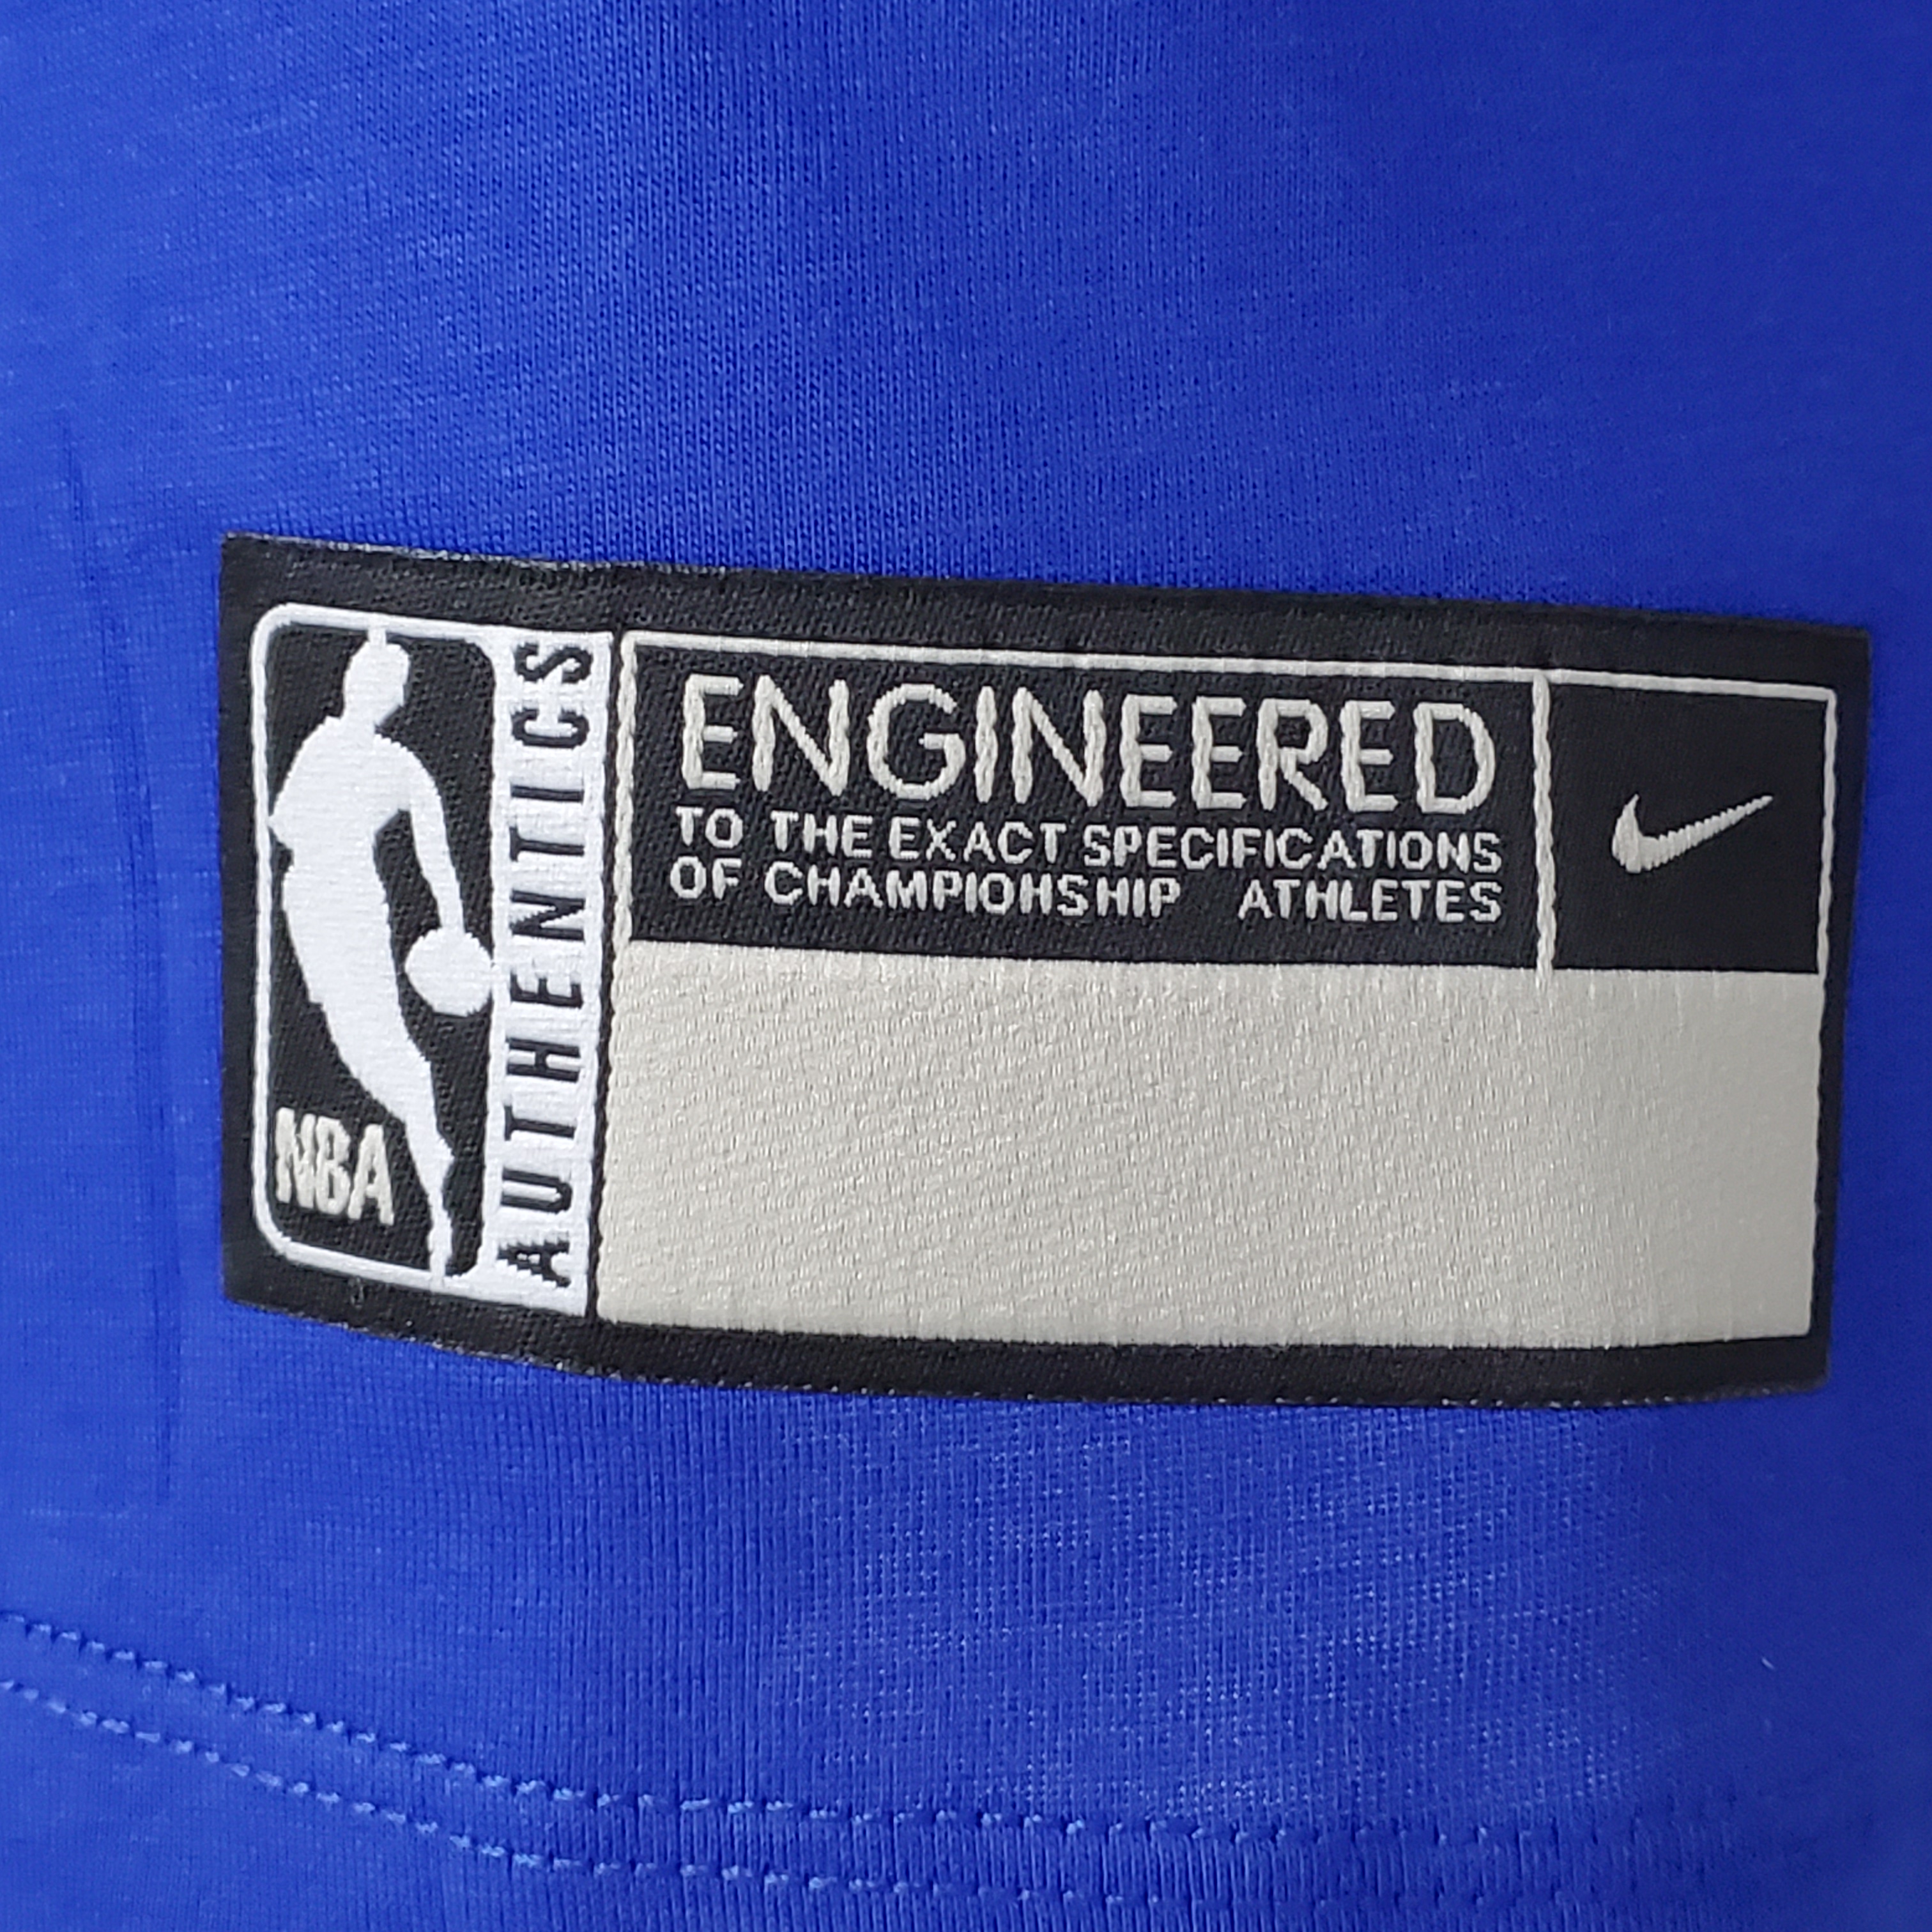 NBA
AUTHENTICS
ENGINEERED
TO THE EXACT SPECIFICATIONS
OF CHAMPIOHSHIP ATHLETES